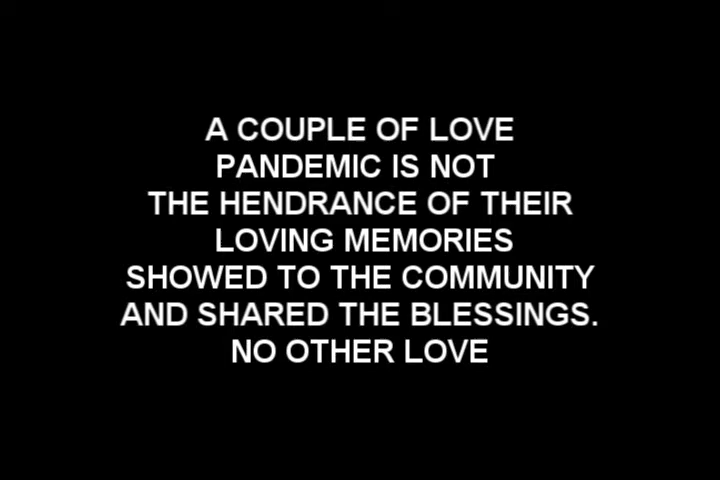 A COUPLE OF LOVE
PANDEMIC IS NOT
THE HENDRANCE OF THEIR
LOVING MEMORIES
SHOWED TO THE COMMUNITY
AND SHARED THE BLESSINGS.
NO OTHER LOVE